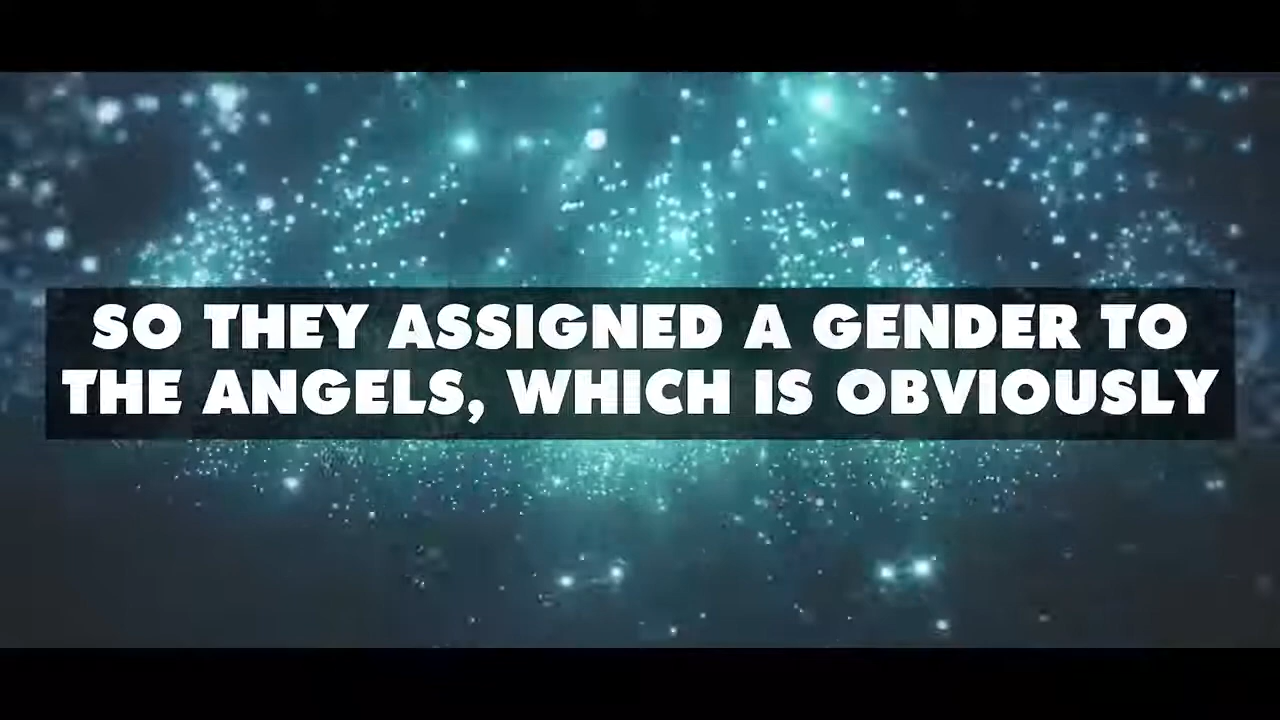 SO THEY ASSIGNED A GENDER TO
THE ANGELS, WHICH IS OBVIOUSLY